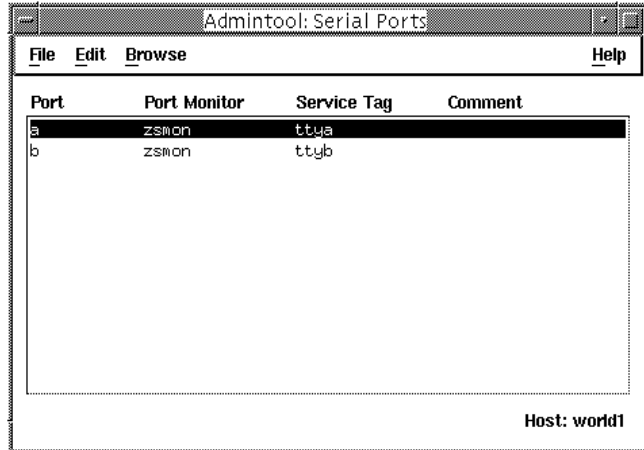 Admintool: Serial Ports
File Edit Browse Help
Port Port Monitor Service Tag Comment
a zsmon ttya
b zsmon ttyb
Host: world1